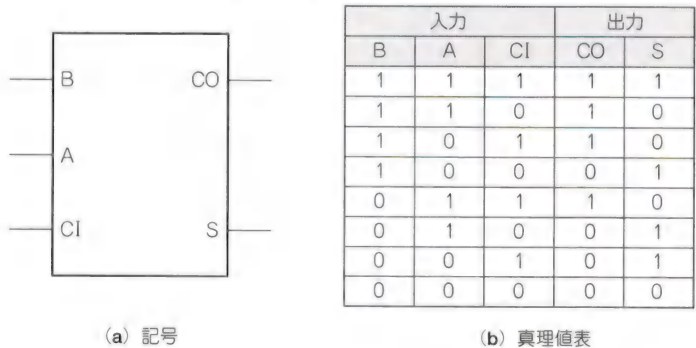 B CO
A
CI S
(a) 記号
入力 出力
B A CI CO S
1 1 1 1 1
1 1 0 1 0
1 0 1 1 0
1 0 0 0 1
0 1 1 1 0
0 1 0 0 1
0 0 1 0 1
0 0 0 0 0
(b) 真理値表